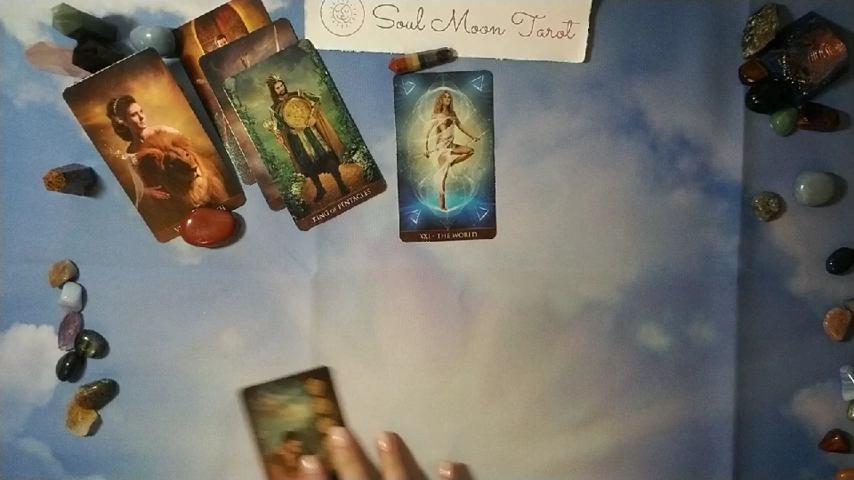 Soul Moon Tarot
KING OF PENTACLES
XXI - THE WORLD